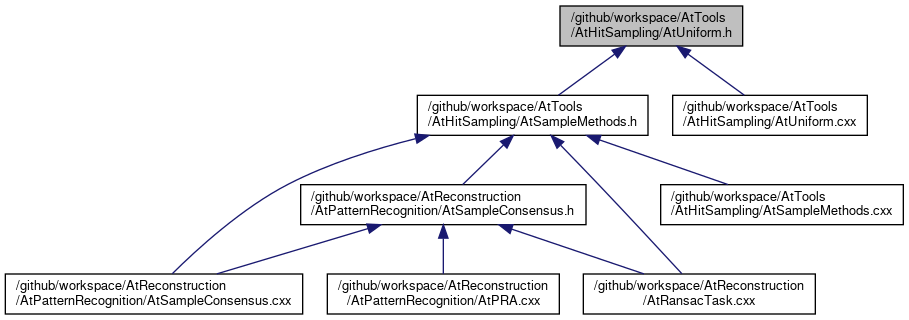 /github/workspace/AtTools
/AtHitSampling/AtUniform.h
/github/workspace/AtTools
/AtHitSampling/AtSampleMethods.h
/github/workspace/AtTools
/AtHitSampling/AtUniform.cxx
/github/workspace/AtReconstruction
/AtPatternRecognition/AtSampleConsensus.h
/github/workspace/AtTools
/AtHitSampling/AtSampleMethods.cxx
/github/workspace/AtReconstruction
/AtPatternRecognition/AtSampleConsensus.cxx
/github/workspace/AtReconstruction
/AtPatternRecognition/AtPRA.cxx
/github/workspace/AtReconstruction
/AtRansacTask.cxx